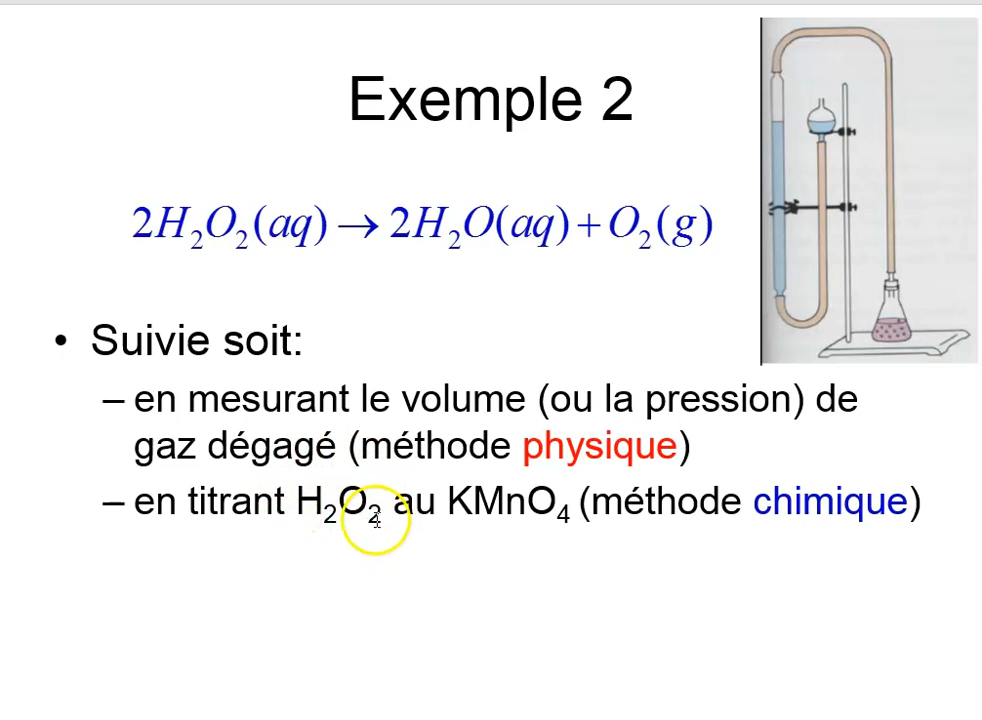 Exemple 2
2H₂O₂(aq) → 2H₂O(aq) + O₂(g)
• Suivie soit:
– en mesurant le volume (ou la pression) de
gaz dégagé (méthode physique)
– en titrant H₂O₂ au KMnO₄ (méthode chimique)